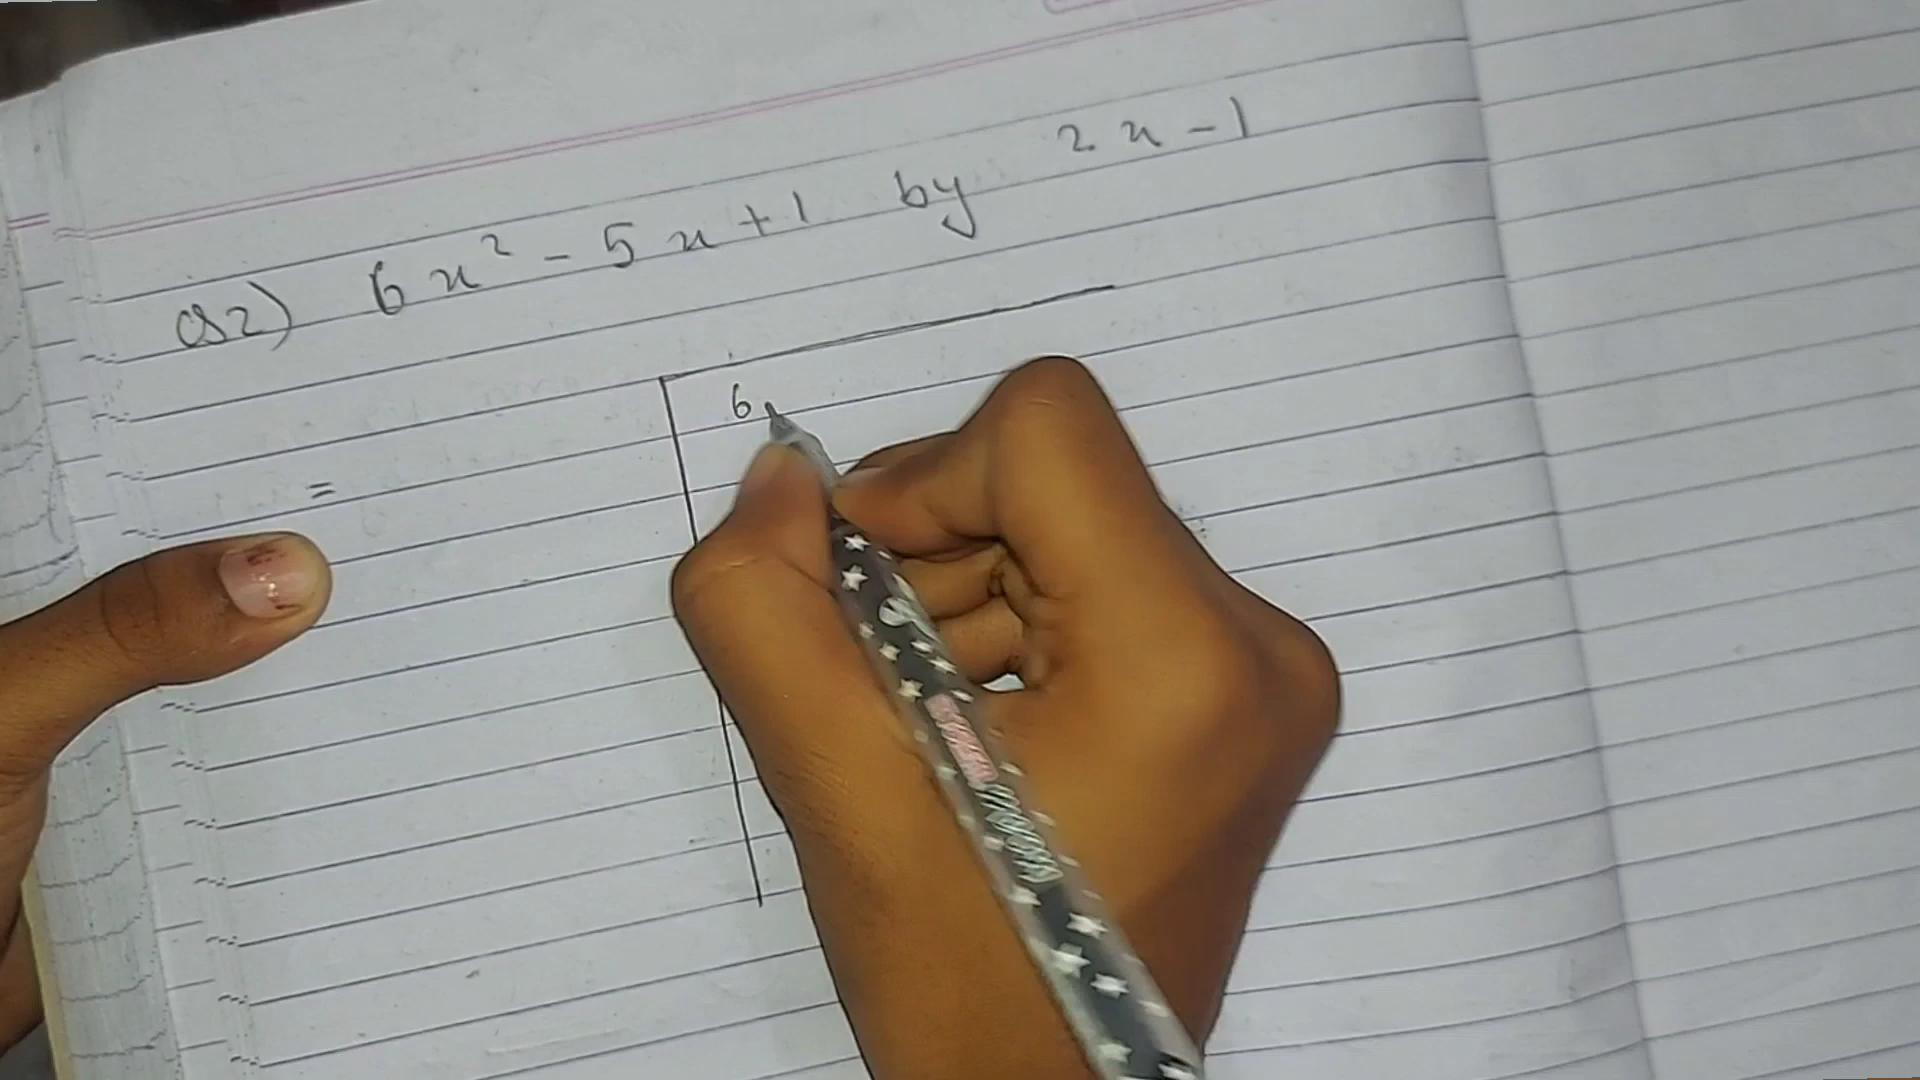 Q2) 6x² - 5x + 1 by 2x - 1
6
=